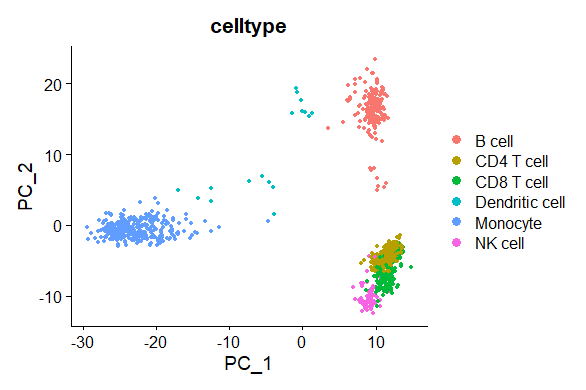 celltype
PC_2
20
10
0
-10
-30
-20
-10
0
10
PC_1
B cell
CD4 T cell
CD8 T cell
Dendritic cell
Monocyte
NK cell